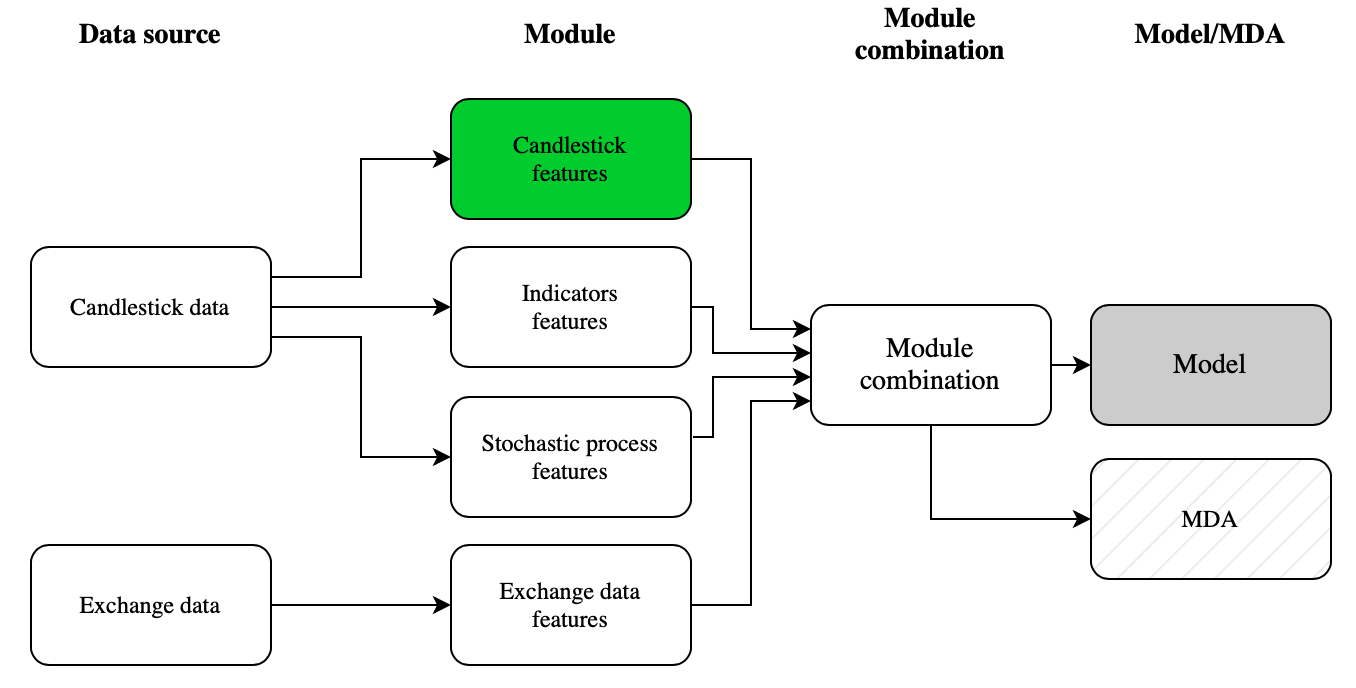 Data source
Module
Module
combination
Model/MDA
Candlestick
features
Candlestick data
Indicators
features
Module
combination
Model
Stochastic process
features
MDA
Exchange data
Exchange data
features